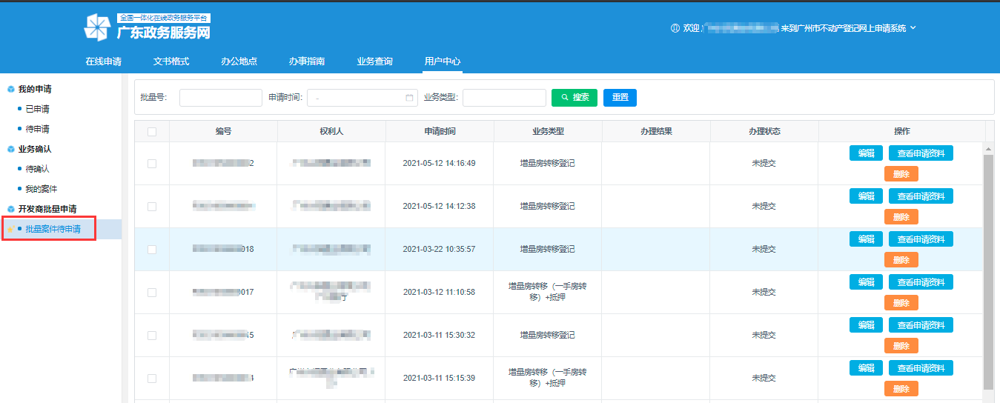 全国一体化在线政务服务平台
广东政务服务网
欢迎
来到广州市不动产登记网上申请系统
在线申请 文书格式 办公地点 办事指南 业务查询 用户中心
我的申请
已申请
待申请
业务确认
待确认
我的案件
开发商批量申请
批量案件待申请
批量号: 申请时间: - 业务类型: 搜索 重置
编号 权利人 申请时间 业务类型 办理结果 办理状态 操作
2 2021-05-12 14:16:49 增量房转移登记 未提交 编辑 查看申请资料
删除
2021-05-12 14:12:38 增量房转移登记 未提交 编辑 查看申请资料
删除
018 2021-03-22 10:35:57 增量房转移登记 未提交 编辑 查看申请资料
删除
017 2021-03-12 11:10:58 增量房转移（一手房转
移）+抵押 未提交 编辑 查看申请资料
删除
5 2021-03-11 15:30:32 增量房转移登记 未提交 编辑 查看申请资料
删除
4 2021-03-11 15:15:39 增量房转移（一手房转
移）+抵押 未提交 编辑 查看申请资料
删除